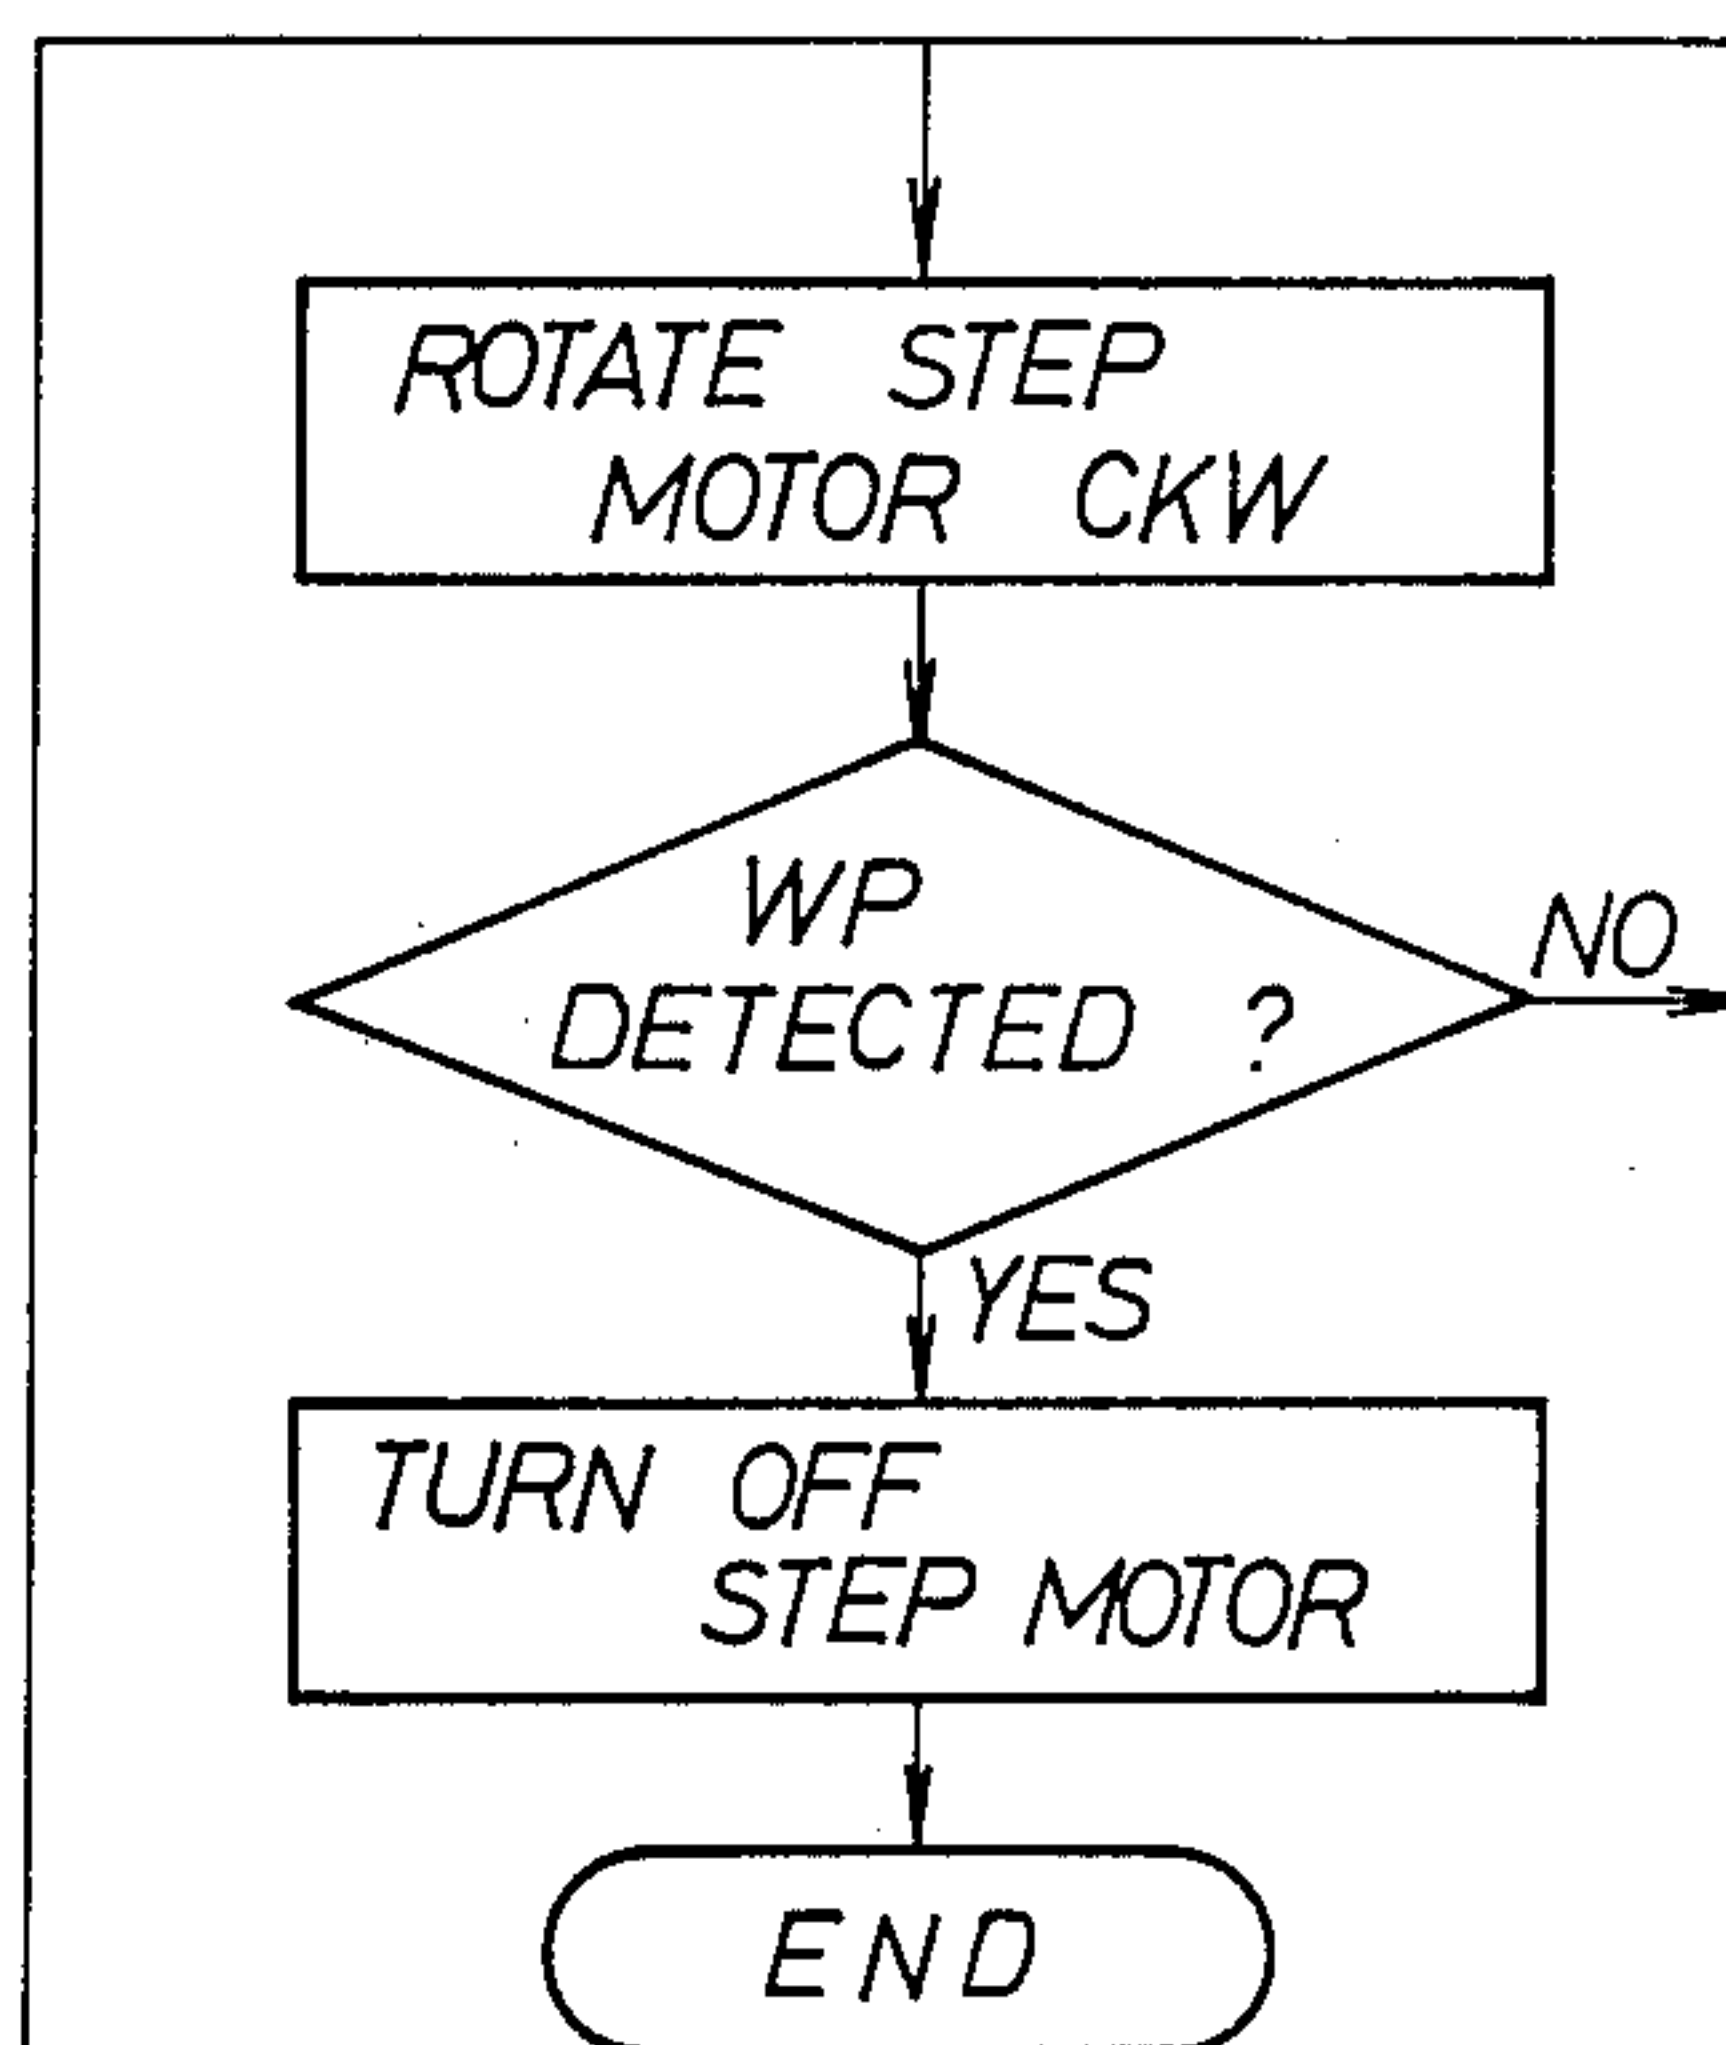 ROTATE STEP
MOTOR CKW
WP
DETECTED ?
NO
YES
TURN OFF
STEP MOTOR
END